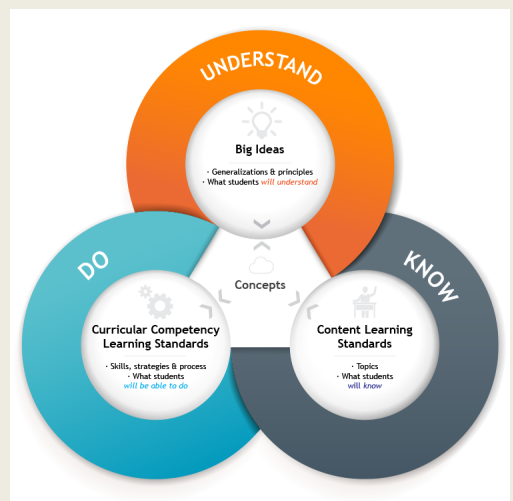 UNDERSTAND
Big Ideas
· Generalizations & principles
· What students will understand
Concepts
DO
Curricular Competency
Learning Standards
· Skills, strategies & process
· What students
will be able to do
KNOW
Content Learning
Standards
· Topics
· What students
will know